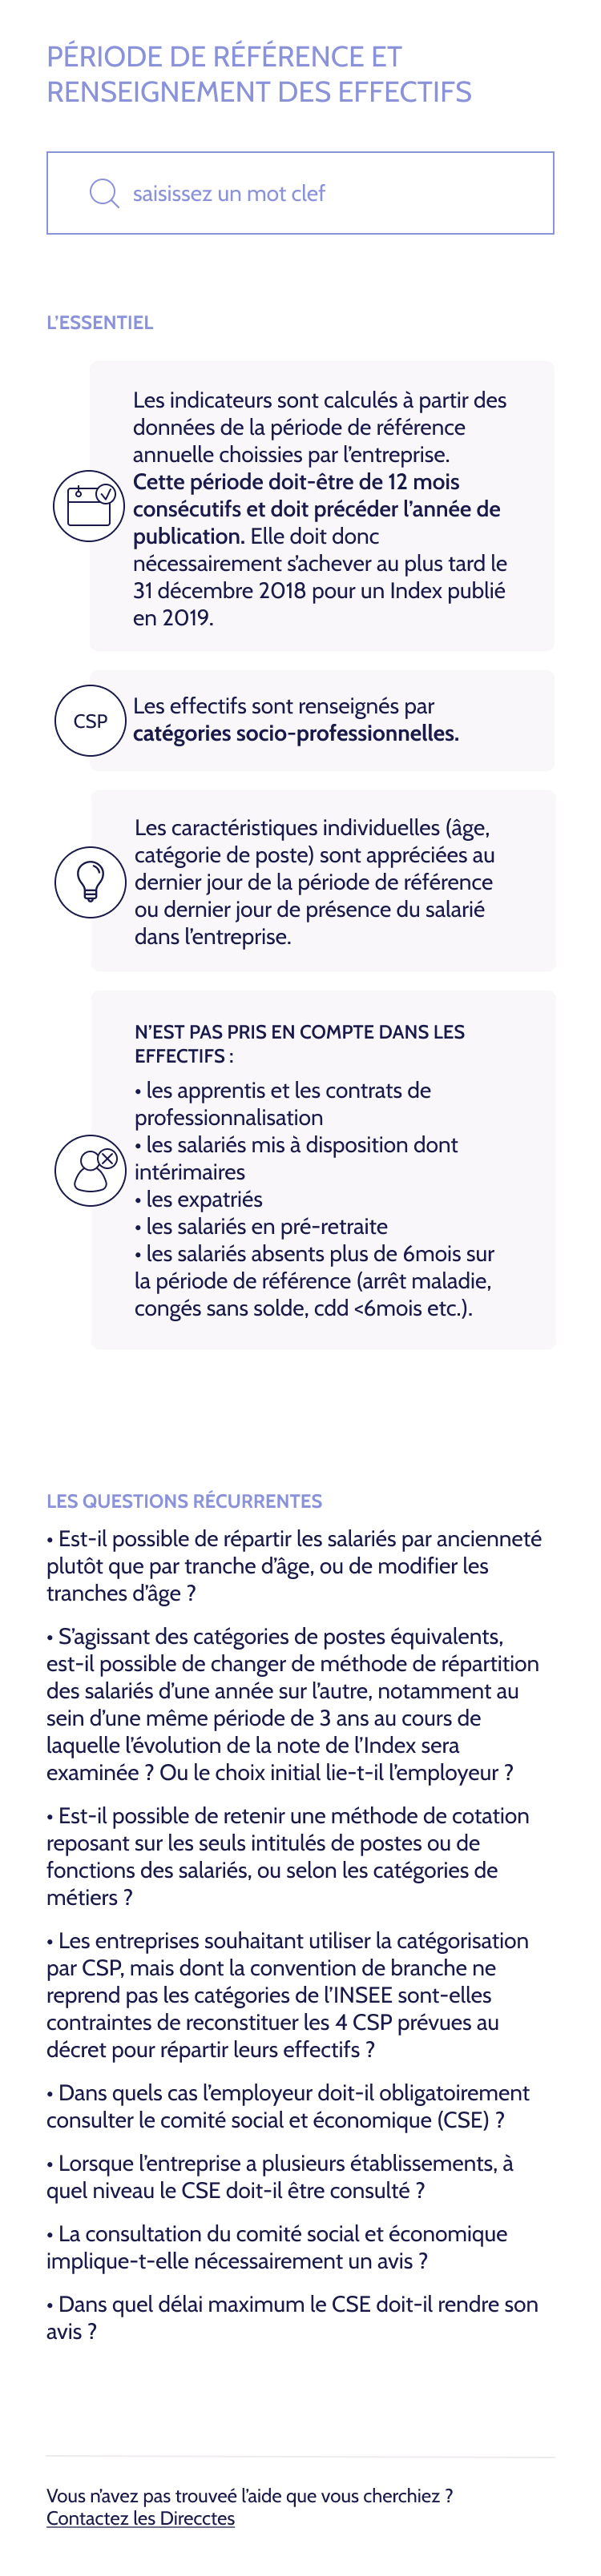 PÉRIODE DE RÉFÉRENCE ET
RENSEIGNEMENT DES EFFECTIFS
saisissez un mot clef
L'ESSENTIEL
Les indicateurs sont calculés à partir des
données de la période de référence
annuelle choissies par l'entreprise.
Cette période doit-être de 12 mois
consécutifs et doit précéder l'année de
publication. Elle doit donc
nécessairement s'achever au plus tard le
31 décembre 2018 pour un Index publié
en 2019.
CSP
Les effectifs sont renseignés par
catégories socio-professionnelles.
Les caractéristiques individuelles (âge,
catégorie de poste) sont appréciées au
dernier jour de la période de référence
ou dernier jour de présence du salarié
dans l'entreprise.
N'EST PAS PRIS EN COMPTE DANS LES
EFFECTIFS :
• les apprentis et les contrats de
professionnalisation
• les salariés mis à disposition dont
intérimaires
• les expatriés
• les salariés en pré-retraite
• les salariés absents plus de 6mois sur
la période de référence (arrêt maladie,
congés sans solde, cdd <6mois etc.).
LES QUESTIONS RÉCURRENTES
• Est-il possible de répartir les salariés par ancienneté
plutôt que par tranche d'âge, ou de modifier les
tranches d'âge ?
• S'agissant des catégories de postes équivalents,
est-il possible de changer de méthode de répartition
des salariés d'une année sur l'autre, notamment au
sein d'une même période de 3 ans au cours de
laquelle l'évolution de la note de l'Index sera
examinée ? Ou le choix initial lie-t-il l'employeur ?
• Est-il possible de retenir une méthode de cotation
reposant sur les seuls intitulés de postes ou de
fonctions des salariés, ou selon les catégories de
métiers ?
• Les entreprises souhaitant utiliser la catégorisation
par CSP, mais dont la convention de branche ne
reprend pas les catégories de l'INSEE sont-elles
contraintes de reconstituer les 4 CSP prévues au
décret pour répartir leurs effectifs ?
• Dans quels cas l'employeur doit-il obligatoirement
consulter le comité social et économique (CSE) ?
• Lorsque l'entreprise a plusieurs établissements, à
quel niveau le CSE doit-il être consulté ?
• La consultation du comité social et économique
implique-t-elle nécessairement un avis ?
• Dans quel délai maximum le CSE doit-il rendre son
avis ?
Vous n'avez pas trouveé l'aide que vous cherchiez ?
Contactez les Direcctes